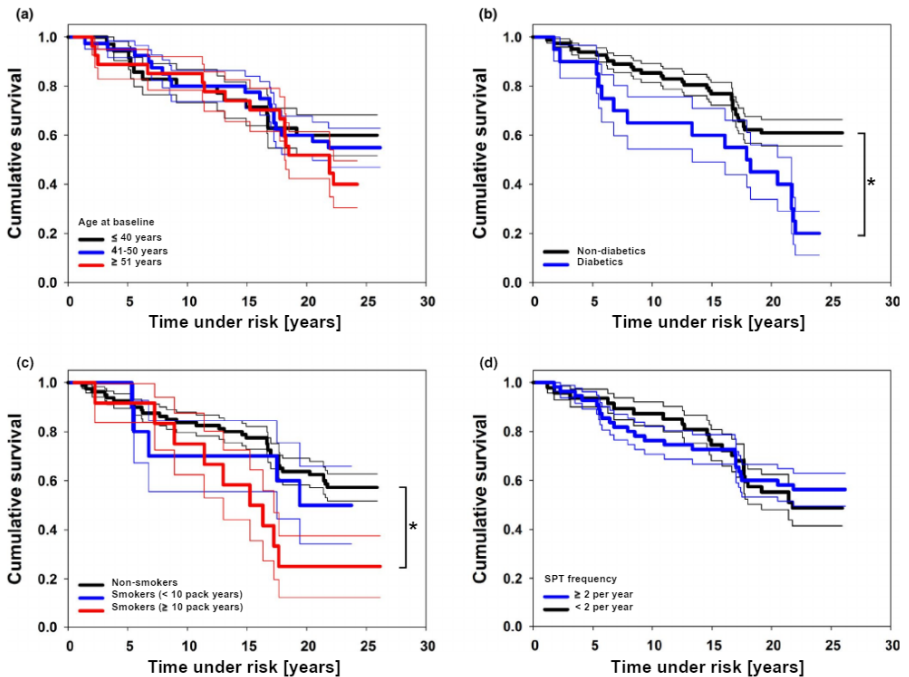 (a)
Cumulative survival
1.0
0.8
0.6
0.4
0.2
0.0
Age at baseline
≤ 40 years
41-50 years
≥ 51 years
0 5 10 15 20 25 30
Time under risk [years]
(b)
Cumulative survival
1.0
0.8
0.6
0.4
0.2
0.0
*
Non-diabetics
Diabetics
0 5 10 15 20 25 30
Time under risk [years]
(c)
Cumulative survival
1.0
0.8
0.6
0.4
0.2
0.0
*
Non-smokers
Smokers (< 10 pack years)
Smokers (≥ 10 pack years)
0 5 10 15 20 25 30
Time under risk [years]
(d)
Cumulative survival
1.0
0.8
0.6
0.4
0.2
0.0
SPT frequency
≥ 2 per year
< 2 per year
0 5 10 15 20 25 30
Time under risk [years]